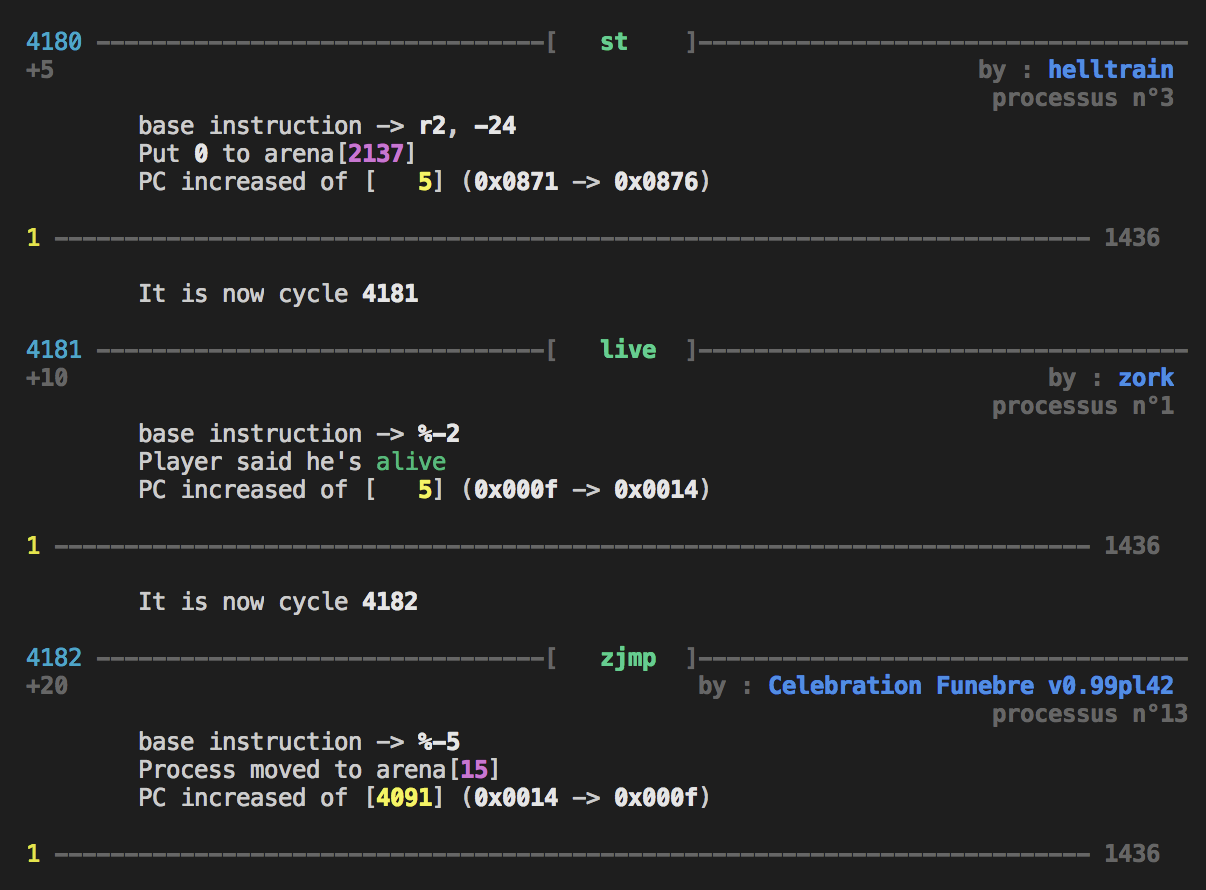 4180 [ st ]
+5 by : helltrain
processus n°3
base instruction -> r2, -24
Put 0 to arena[2137]
PC increased of [ 5] (0x0871 -> 0x0876)
1 1436
It is now cycle 4181
4181 [ live ]
+10 by : zork
processus n°1
base instruction -> %-2
Player said he's alive
PC increased of [ 5] (0x000f -> 0x0014)
1 1436
It is now cycle 4182
4182 [ zjmp ]
+20 by : Celebration Funebre v0.99pl42
processus n°13
base instruction -> %-5
Process moved to arena[15]
PC increased of [4091] (0x0014 -> 0x000f)
1 1436